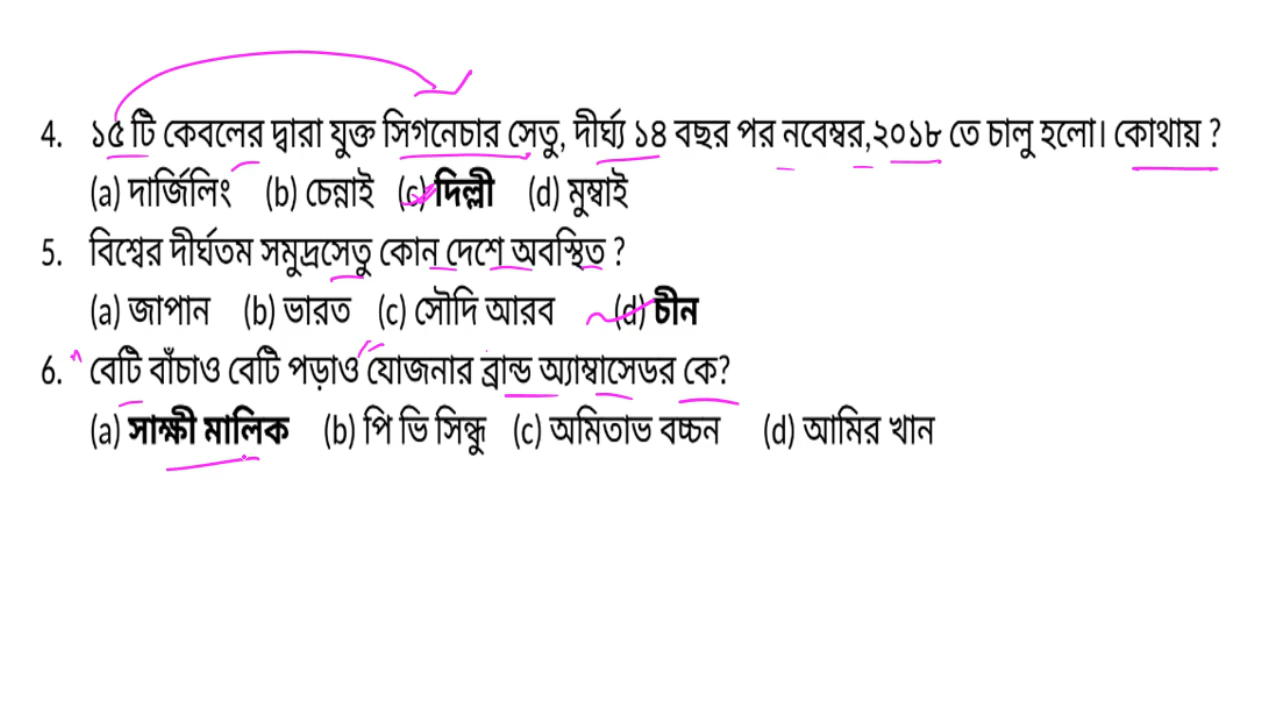 4. ১৫ টি কেবলের দ্বারা যুক্ত সিগনেচার সেতু, দীর্ঘ্য ১৪ বছর পর নবেম্বর,২০১৮ তে চালু হলো। কোথায় ?
(a) দার্জিলিং (b) চেন্নাই (c) দিল্লী (d) মুম্বাই
5. বিশ্বের দীর্ঘতম সমুদ্রসেতু কোন দেশে অবস্থিত ?
(a) জাপান (b) ভারত (c) সৌদি আরব (d) চীন
6. বেটি বাঁচাও বেটি পড়াও যোজনার ব্রান্ড অ্যাম্বাসেডর কে?
(a) সাক্ষী মালিক (b) পি ভি সিন্ধু (c) অমিতাভ বচ্চন (d) আমির খান